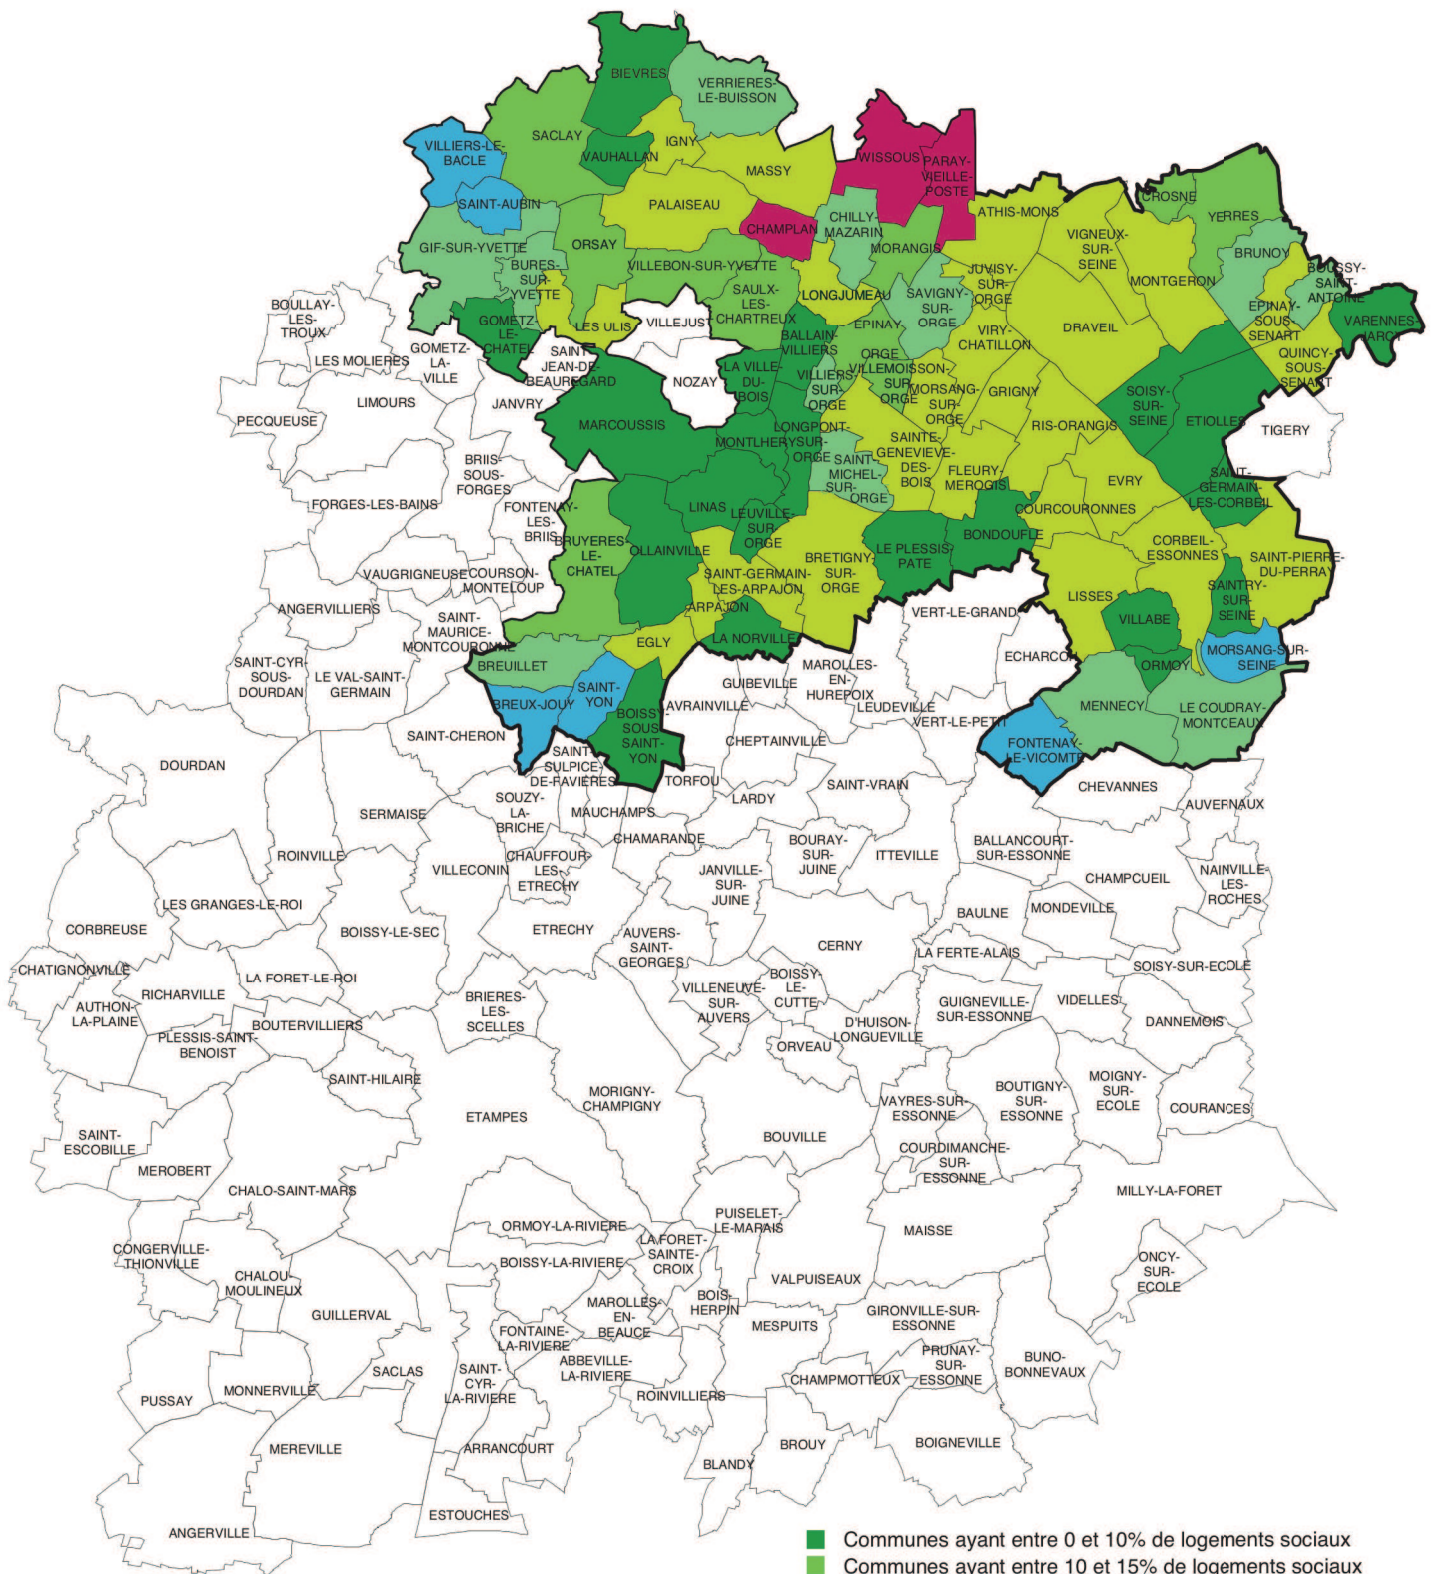 BIEVRES
VERRIERES-
LE-BUISSON
SACLAY
VILLIERS-LE-
BACLE
IGNY
VAUHALLAN
MASSY
WISSOUS
PARAY-
VIEILLE-
POSTE
SAINT-AUBIN
PALAISEAU
CHAMPLAN
CHILLY-
MAZARIN
ATHIS-MONS
CROSNE
YERRES
GIF-SUR-YVETTE
ORSAY
MORANGIS
VIGNEUX-
SUR-
SEINE
BRUNOY
BURES-
SUR-
YVETTE
VILLEBON-SUR-YVETTE
JUVISY-
SUR-
ORGE
MONTGERON
BOUSSY-
SAINT-
ANTOINE
BOULLAY-
LES-
TROUX
SAULX-
LES-
CHARTREUX
LONGJUMEAU
SAVIGNY-
SUR-
ORGE
EPINAY-
SOUS-
SENART
VARENNES-
JARCY
GOMETZ-
LE-
CHATEL
LES ULIS
VILLEJUST
EPINAY
ORGE
BALLAIN-
VILLIERS
VIRY-
CHATILLON
DRAVEIL
LES MOLIERES
GOMETZ-
LA-
VILLE
SAINT-
JEAN-DE-
BEAUREGARD
NOZAY
LA VILLE-
DU-
BOIS
VILLIERS-
SUR-
ORGE
VILLEMOISSON-
SUR-
ORGE
MORSANG-
SUR-
ORGE
QUINCY-
SOUS-
SENART
LIMOURS
JANVRY
GRIGNY
SOISY-
SUR-
SEINE
ETIOLLES
PECQUEUSE
MARCOUSSIS
MONTLHERY
LONGPONT-
SUR-
ORGE
RIS-ORANGIS
TIGERY
BRIIS-
SOUS-
FORGES
SAINT-
MICHEL-
SUR-
ORGE
SAINTE-
GENEVIEVE-
DES-
BOIS
FLEURY-
MEROGIS
EVRY
SAINT-
GERMAIN-
LES-CORBEIL
FORGES-LES-BAINS
FONTENAY-
LES-
BRIIS
LINAS
LEUVILLE-
SUR-
ORGE
COURCOURONNES
BONDOUFLE
BRUYERES-
LE-
CHATEL
OLLAINVILLE
LE PLESSIS
PATE
CORBEIL-
ESSONNES
SAINT-PIERRE-
DU-PERRAY
VAUGRIGNEUSE
COURSON-
MONTELOUP
SAINT-GERMAIN-
LES-ARPAJON
BRETIGNY-
SUR-
ORGE
SAINTRY-
SUR-
SEINE
ANGERVILLIERS
ARPAJON
LISSES
SAINT-
MAURICE-
MONTCOURONNE
EGLY
LA NORVILLE
VERT-LE-GRAND
VILLABE
SAINT-CYR-
SOUS-
DOURDAN
LE VAL-SAINT-
GERMAIN
BREUILLET
MAROLLES-
EN-
HUREPOIX
ECHARCON
ORMOY
MORSANG-SUR-
SEINE
BREUX-JOUY
SAINT-
YON
GUIBEVILLE
AVRAINVILLE
LEUDEVILLE
VERT-LE-PETIT
MENNECY
LE COUDRAY-
MONTCEAUX
BOISSY-
SOUS-
SAINT-
YON
SAINT-CHERON
CHEPTAINVILLE
FONTENAY-
LE-VICOMTE
DOURDAN
SAINT-
SULPICE-
DE-FAVIERES
TORFOU
LARDY
SAINT-VRAIN
CHEVANNES
AUVERNAUX
SERMAISE
SOUZY-
LA-
BRICHE
MAUCHAMPS
CHAMARANDE
BOURAY-
SUR-
JUINE
ITTEVILLE
BALLANCOURT-
SUR-ESSONNE
ROINVILLE
VILLECONIN
CHAUFFOUR-
LES-
ETRECHY
JANVILLE-
SUR-
JUINE
CHAMPCUEIL
NAINVILLE-
LES-
ROCHES
LES GRANGES-LE-ROI
BAULNE
MONDEVILLE
CORBREUSE
BOISSY-LE-SEC
ETRECHY
AUVERS-
SAINT-
GEORGES
CERNY
LA FERTE-ALAIS
SOISY-SUR-ECOLE
CHATIGNONVILLE
LA FORET-LE-ROI
RICHARVILLE
VILLENEUVE-
SUR-
AUVERS
BOISSY-
LE-
CUTTE
AUTHON-
LA-PLAINE
BRIERES-
LES-
SCELLES
GUIGNEVILLE-
SUR-ESSONNE
VIDELLES
DANNEMOIS
BOUTERVILLIERS
PLESSIS-SAINT-
BENOIST
D'HUISON-
LONGUEVILLE
ORVEAU
SAINT-HILAIRE
MORIGNY-
CHAMPIGNY
BOUTIGNY-
SUR-
ESSONNE
MOIGNY-
SUR-
ECOLE
ETAMPES
VAYRES-SUR-
ESSONNE
COURANCES
SAINT-
ESCOBILLE
BOUVILLE
COURDIMANCHE-
SUR-
ESSONNE
MEROBERT
CHALO-SAINT-MARS
MILLY-LA-FORET
ORMOY-LA-RIVIERE
PUISELET-
LE-MARAIS
MAISSE
CONGERVILLE-
THIONVILLE
BOISSY-LA-RIVIERE
LA FORET-
SAINTE-
CROIX
ONCY-
SUR-
ECOLE
CHALOU-
MOULINEUX
VALPUISEAUX
GUILLERVAL
MAROLLES-
EN-
BEAUCE
BOIS-
HERPIN
GIRONVILLE-SUR-
ESSONNE
MESPUITS
FONTAINE-
LA-RIVIERE
PRUNAY-
SUR-
ESSONNE
BUNO-
BONNEVAUX
SACLAS
SAINT-
CYR-
LA-RIVIERE
ABBEVILLE-
LA-RIVIERE
CHAMPMOTTEUX
PUSSAY
MONNERVILLE
ROINVILLIERS
MEREVILLE
ARRANCOURT
BROUY
BOIGNEVILLE
BLANDY
ESTOUCHES
ANGERVILLE
Communes ayant entre 0 et 10% de logements sociaux
Communes ayant entre 10 et 15% de logements sociaux